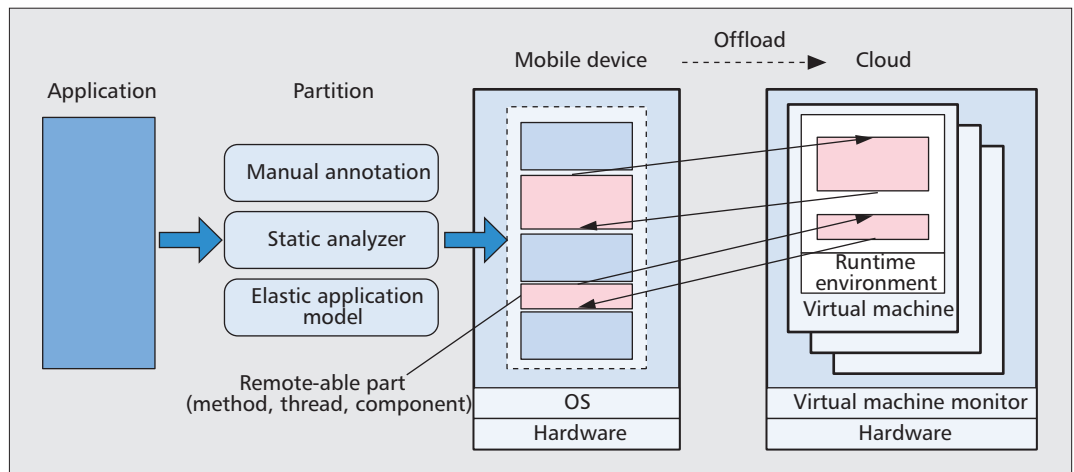 Offload
Mobile device
Cloud
Application
Partition
Manual annotation
Static analyzer
Elastic application
model
Remote-able part
(method, thread, component)
OS
Hardware
Runtime
environment
Virtual machine
Virtual machine monitor
Hardware